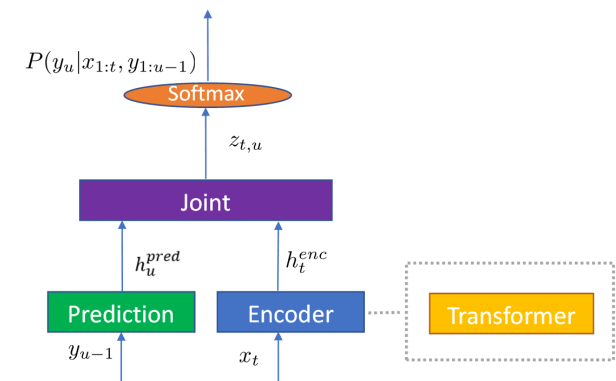 P(y_u|x_{1:t}, y_{1:u-1})
Softmax
z_{t,u}
Joint
h_u^{pred}
h_t^{enc}
Prediction
Encoder
Transformer
y_{u-1}
x_t